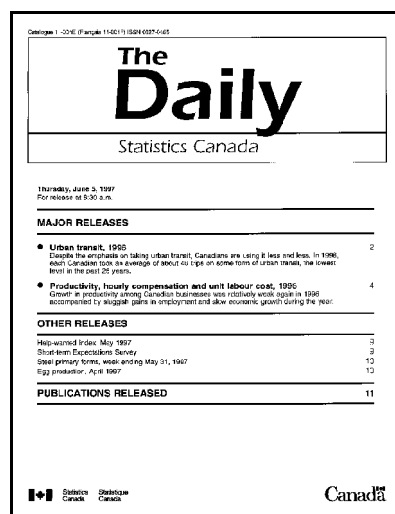 Catalogue 11-001E (Français 11-001F) ISSN 0827-0465
The
Daily
Statistics Canada
Thursday, June 5, 1997
For release at 8:30 a.m.
MAJOR RELEASES
● Urban transit, 1996 2
Despite the emphasis on taking urban transit, Canadians are using it less and less. In 1996,
each Canadian took an average of about 48 trips on some form of urban transit, the lowest
level in the past 25 years.
● Productivity, hourly compensation and unit labour cost, 1996 4
Growth in productivity among Canadian businesses was relatively weak again in 1996
accompanied by sluggish gains in employment and slow economic growth during the year.
OTHER RELEASES
Help-wanted Index, May 1997 9
Short-term Expectations Survey 9
Steel primary forms, week ending May 31, 1997 10
Egg production, April 1997 10
PUBLICATIONS RELEASED 11
Statistics Statistique
Canada Canada
Canada